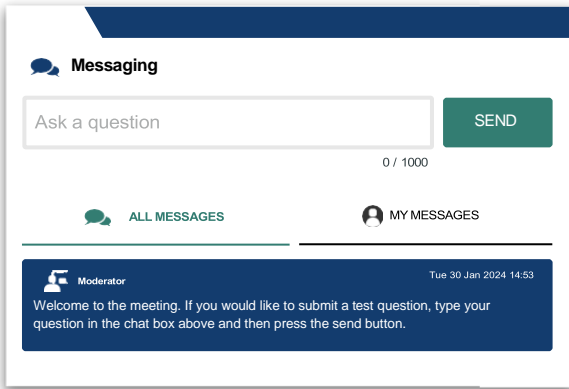 Messaging
Ask a question
SEND
0 / 1000
ALL MESSAGES
MY MESSAGES
Moderator
Tue 30 Jan 2024 14:53
Welcome to the meeting. If you would like to submit a test question, type your
question in the chat box above and then press the send button.